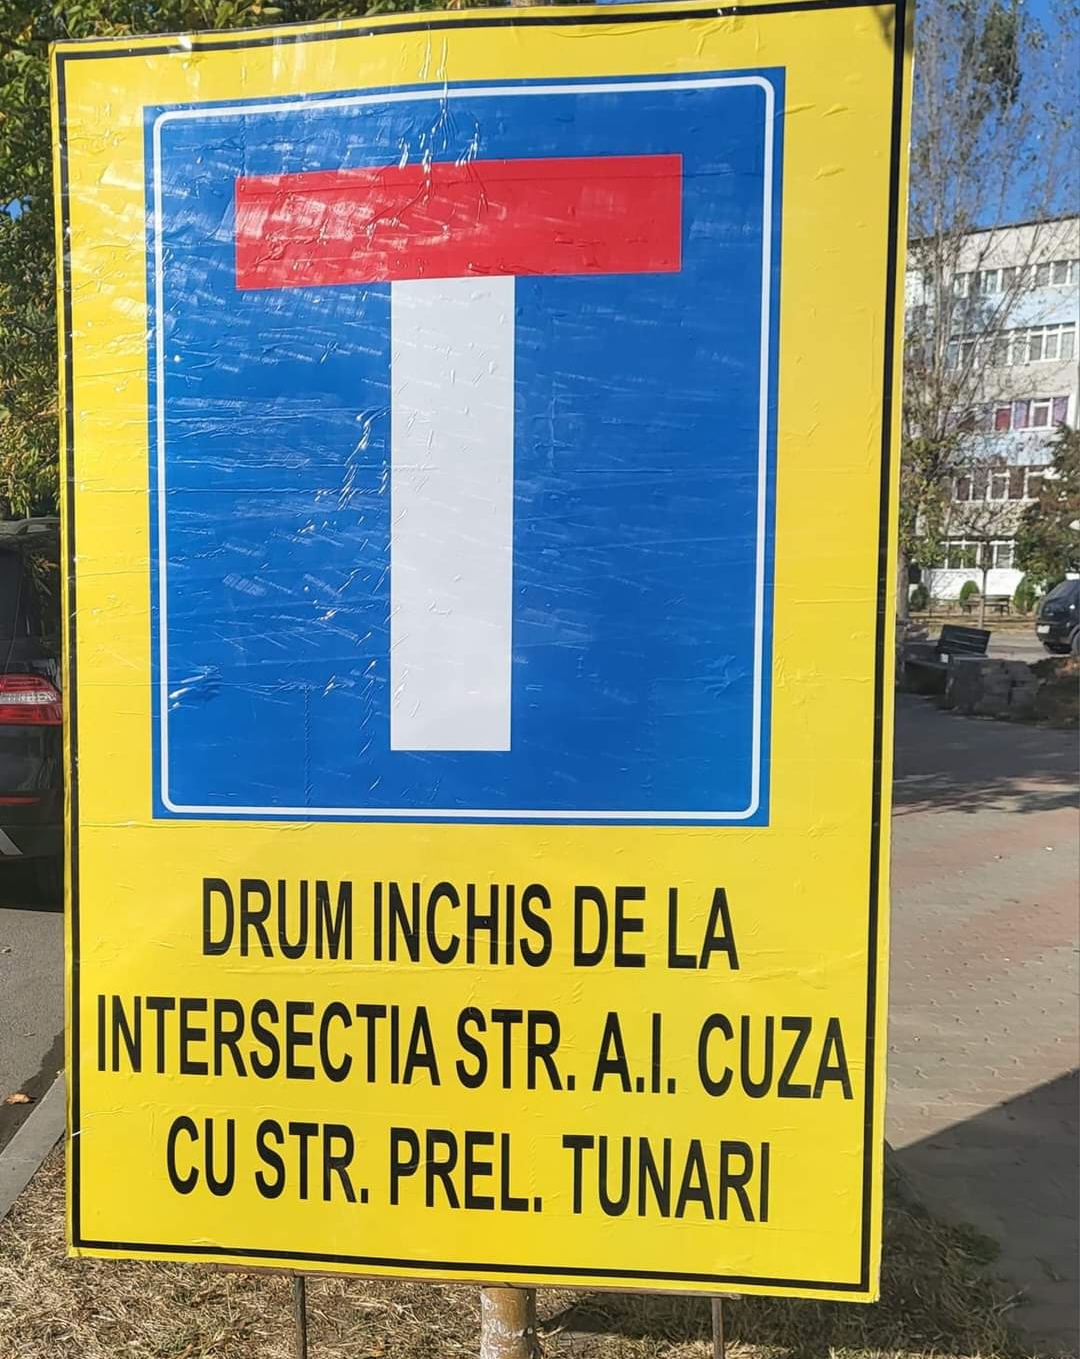 DRUM INCHIS DE LA
INTERSECTIA STR. A.I. CUZA
CU STR. PREL. TUNARI